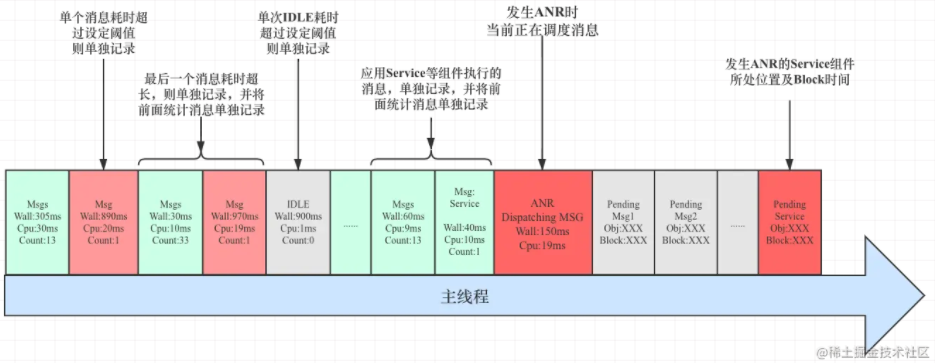 单个消息耗时超
过设定阈值
则单独记录
单次IDLE耗时
超过设定阈值
则单独记录
发生ANR时
当前正在调度消息
最后一个消息耗时超
长，则单独记录，并将
前面统计消息单独记录
应用Service等组件执行的
消息，单独记录，并将前
面统计消息单独记录
发生ANR的Service组件
所处位置及Block时间
Msgs
Wall:305ms
Cpu:30ms
Count:13
Msg
Wall:890ms
Cpu:20ms
Count:1
Msgs
Wall:30ms
Cpu:10ms
Count:33
Msg
Wall:970ms
Cpu:19ms
Count:1
IDLE
Wall:900ms
Cpu:1ms
Count:0
......
Msgs
Wall:60ms
Cpu:9ms
Count:13
Msg:
Service
Wall:40ms
Cpu:10ms
Count:1
ANR
Dispatching MSG
Wall:150ms
Cpu:19ms
Pending
Msg1
Obj:XXX
Block:XXX
Pending
Msg2
Obj:XXX
Block:XXX
......
Pending
Service
Obj:XXX
Block:XXX
主线程
@稀土掘金技术社区